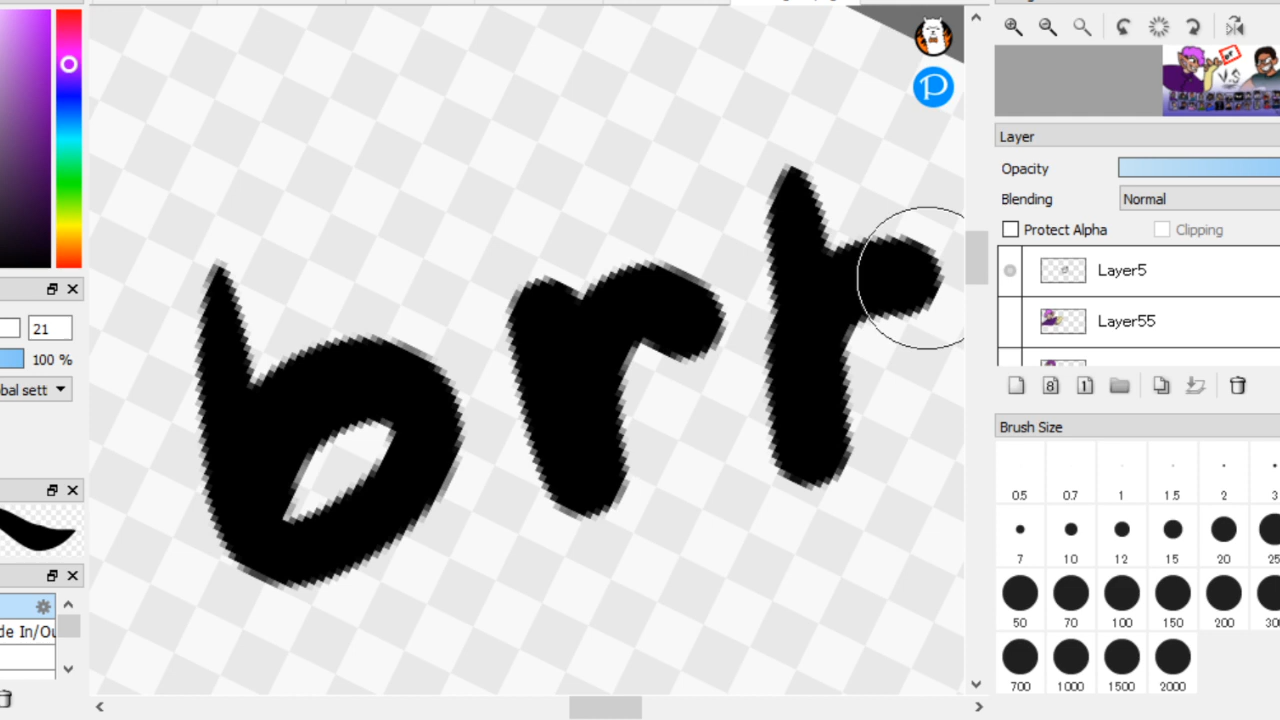 brr
21
100 %
bal sett
de In/Ou
V.S
Layer
Opacity
Blending
Normal
Protect Alpha
Clipping
Layer5
Layer55
8
1
Brush Size
0.5 0.7 1 1.5 2 3
7 10 12 15 20 25
50 70 100 150 200 300
700 1000 1500 2000